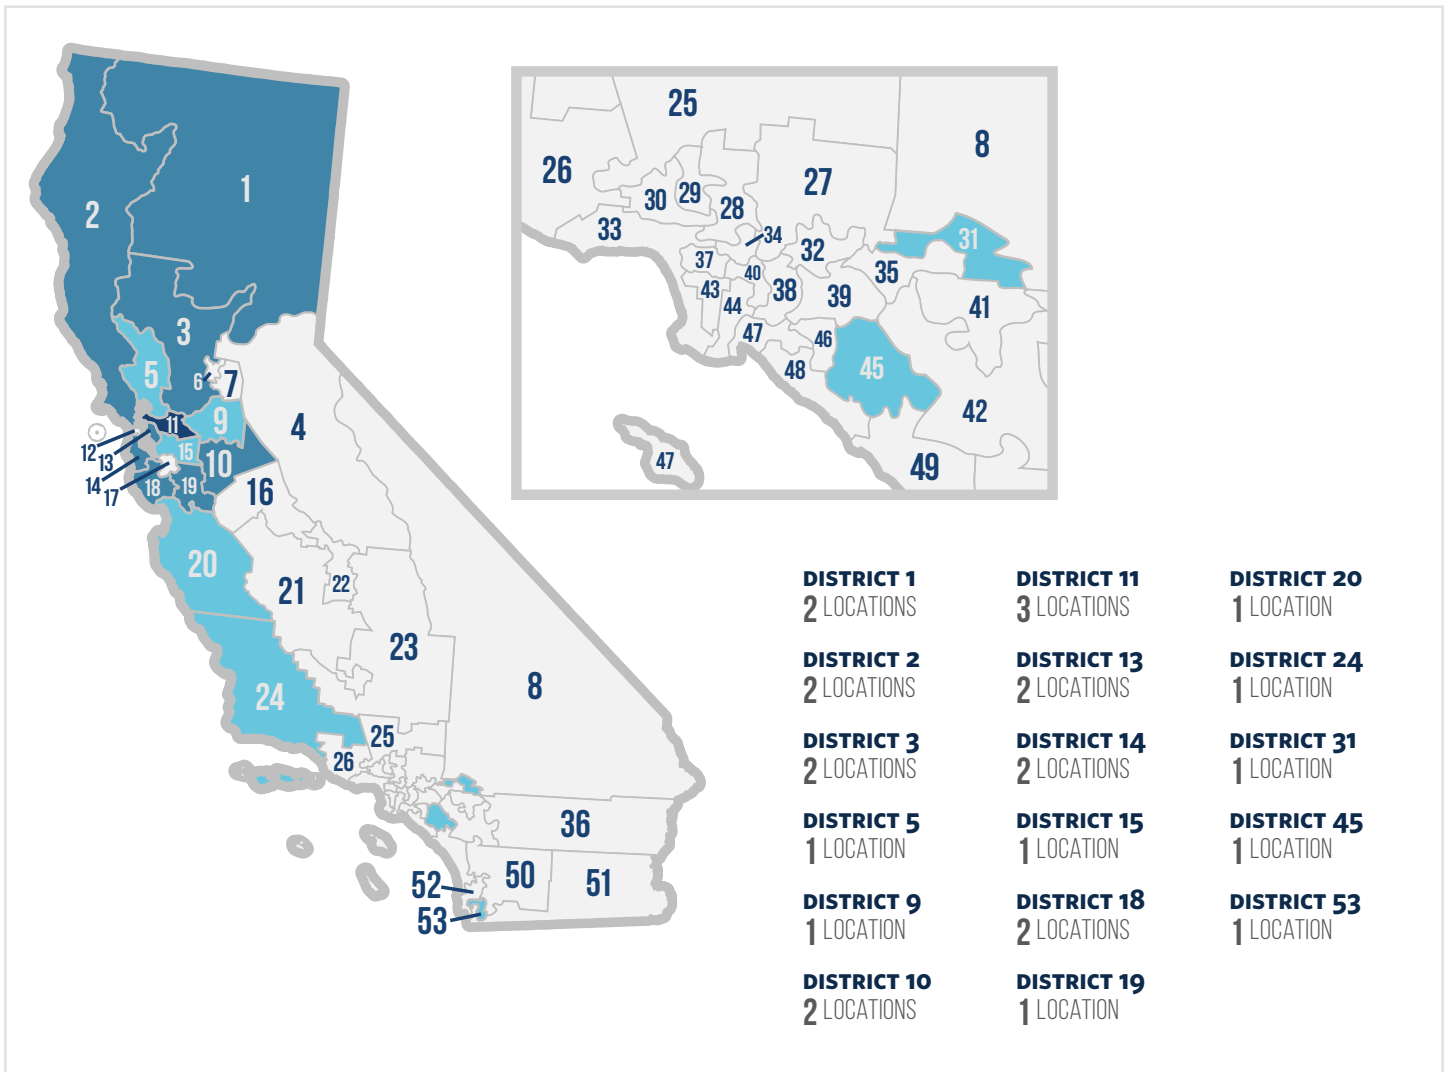 1
2
3
5
6
7
4
9
11
12
13
15
10
14
17
18
19
16
20
21
22
23
24
8
25
26
36
50
51
52
53
25
8
26
27
30
29
28
33
34
32
31
37
40
35
43
38
39
41
44
47
46
48
45
42
47
49
DISTRICT 1
2 LOCATIONS
DISTRICT 2
2 LOCATIONS
DISTRICT 3
2 LOCATIONS
DISTRICT 5
1 LOCATION
DISTRICT 9
1 LOCATION
DISTRICT 10
2 LOCATIONS
DISTRICT 11
3 LOCATIONS
DISTRICT 13
2 LOCATIONS
DISTRICT 14
2 LOCATIONS
DISTRICT 15
1 LOCATION
DISTRICT 18
2 LOCATIONS
DISTRICT 19
1 LOCATION
DISTRICT 20
1 LOCATION
DISTRICT 24
1 LOCATION
DISTRICT 31
1 LOCATION
DISTRICT 45
1 LOCATION
DISTRICT 53
1 LOCATION